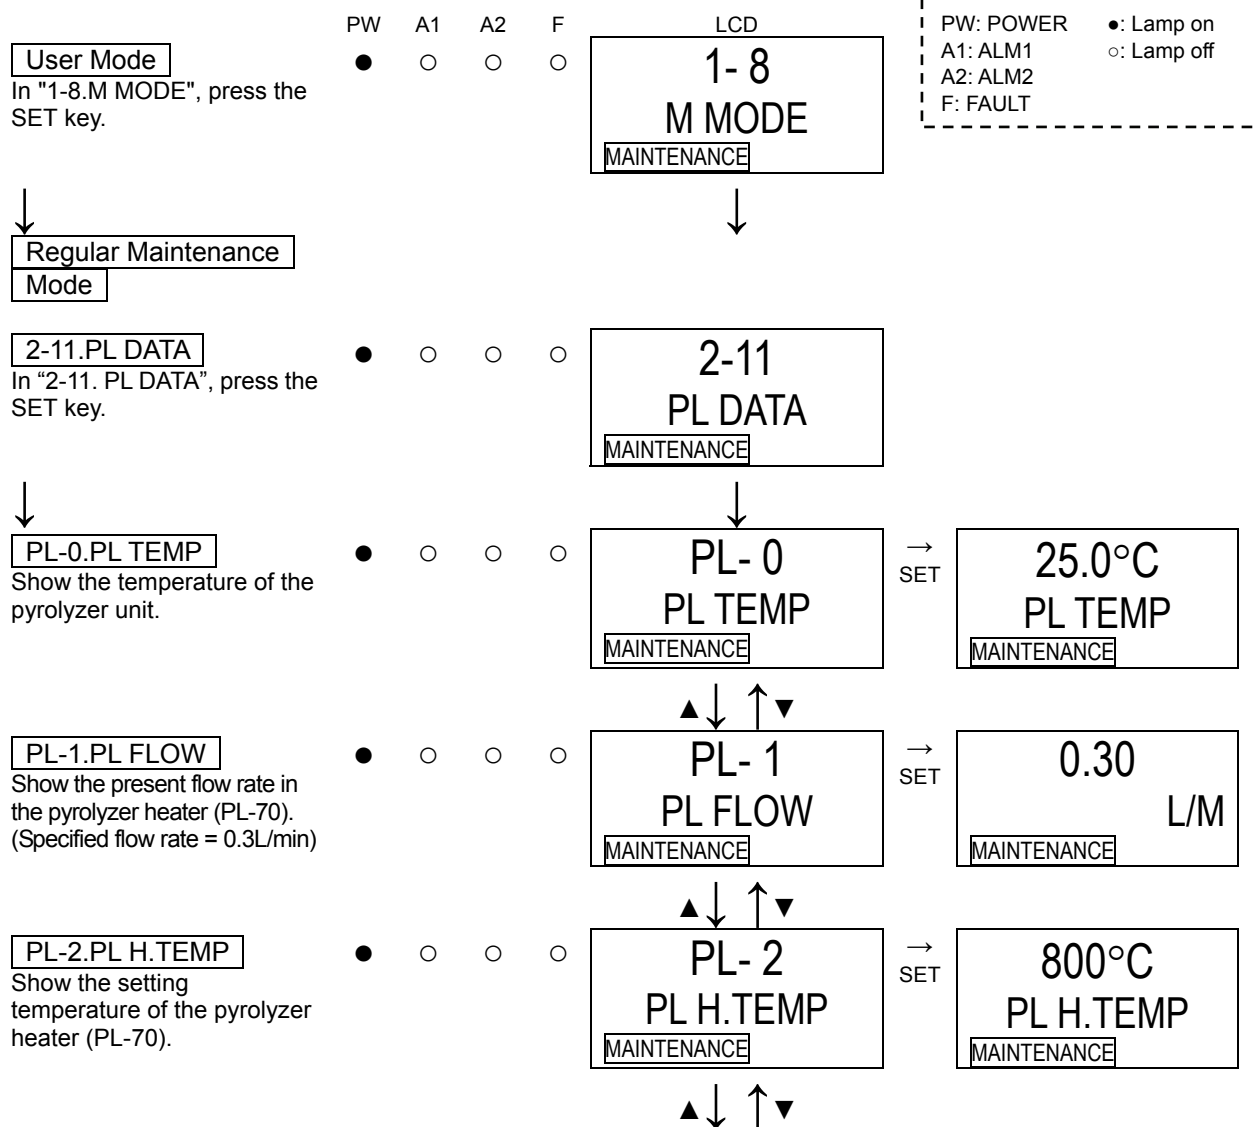 PW A1 A2 F LCD
PW: POWER ●: Lamp on
A1: ALM1 ○: Lamp off
A2: ALM2
F: FAULT
User Mode ● ○ ○ ○
In "1-8.M MODE", press the
SET key.
1- 8
M MODE
MAINTENANCE
↓ ↓
Regular Maintenance
Mode
2-11.PL DATA ● ○ ○ ○
In “2-11. PL DATA”, press the
SET key.
2-11
PL DATA
MAINTENANCE
↓ ↓
PL-0.PL TEMP ● ○ ○ ○
Show the temperature of the
pyrolyzer unit.
PL- 0
PL TEMP
MAINTENANCE
→
SET
25.0°C
PL TEMP
MAINTENANCE
▲↓ ↑▼
PL-1.PL FLOW ● ○ ○ ○
Show the present flow rate in
the pyrolyzer heater (PL-70).
(Specified flow rate = 0.3L/min)
PL- 1
PL FLOW
MAINTENANCE
→
SET
0.30
L/M
MAINTENANCE
▲↓ ↑▼
PL-2.PL H.TEMP ● ○ ○ ○
Show the setting
temperature of the pyrolyzer
heater (PL-70).
PL- 2
PL H.TEMP
MAINTENANCE
→
SET
800°C
PL H.TEMP
MAINTENANCE
▲↓ ↑▼